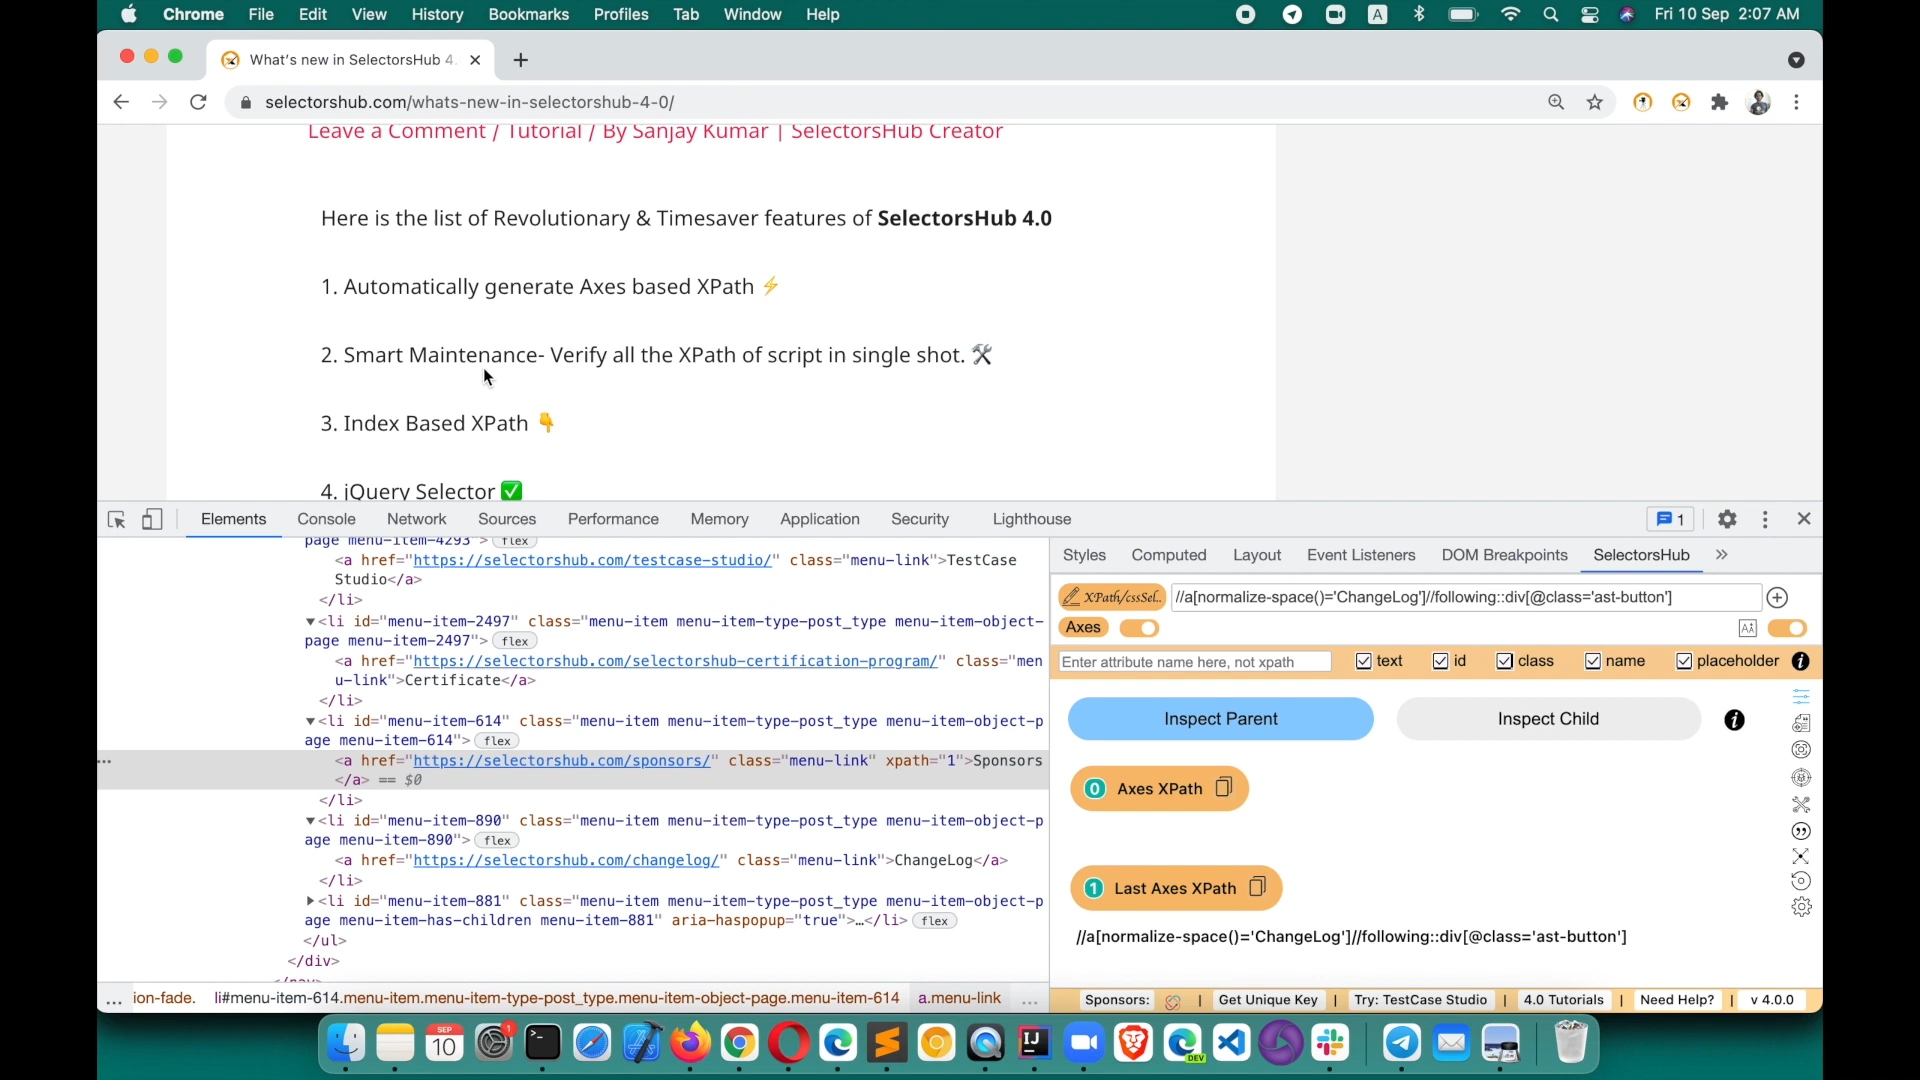 Chrome File Edit View History Bookmarks Profiles Tab Window Help
A
Fri 10 Sep 2:07 AM
What's new in SelectorsHub 4
selectorshub.com/whats-new-in-selectorshub-4-0/
Leave a Comment / Tutorial / By Sanjay Kumar | SelectorsHub Creator
Here is the list of Revolutionary & Timesaver features of SelectorsHub 4.0
1. Automatically generate Axes based XPath ⚡
2. Smart Maintenance- Verify all the XPath of script in single shot. 🛠
3. Index Based XPath 👇
4. jQuery Selector ✅
Elements Console Network Sources Performance Memory Application Security Lighthouse
1
page menu-item-4293"> flex
<a href="https://selectorshub.com/testcase-studio/" class="menu-link">TestCase
Studio</a>
</li>
▼<li id="menu-item-2497" class="menu-item menu-item-type-post_type menu-item-object-
page menu-item-2497"> flex
<a href="https://selectorshub.com/selectorshub-certification-program/" class="men
u-link">Certificate</a>
</li>
▼<li id="menu-item-614" class="menu-item menu-item-type-post_type menu-item-object-p
age menu-item-614"> flex
<a href="https://selectorshub.com/sponsors/" class="menu-link" xpath="1">Sponsors
</a> == $0
</li>
▼<li id="menu-item-890" class="menu-item menu-item-type-post_type menu-item-object-p
age menu-item-890"> flex
<a href="https://selectorshub.com/changelog/" class="menu-link">ChangeLog</a>
</li>
▶<li id="menu-item-881" class="menu-item menu-item-type-post_type menu-item-object-p
age menu-item-has-children menu-item-881" aria-haspopup="true">…</li> flex
</ul>
</div>
</nav>
... ion-fade. li#menu-item-614.menu-item.menu-item-type-post_type.menu-item-object-page.menu-item-614 a.menu-link ...
Styles Computed Layout Event Listeners DOM Breakpoints SelectorsHub »
XPath/cssSel..
//a[normalize-space()='ChangeLog']//following::div[@class='ast-button']
Axes
Enter attribute name here, not xpath
text id class name placeholder
Inspect Parent
Inspect Child
0 Axes XPath
1 Last Axes XPath
//a[normalize-space()='ChangeLog']//following::div[@class='ast-button']
Sponsors: | Get Unique Key | Try: TestCase Studio | 4.0 Tutorials | Need Help? | v 4.0.0
SEP
10
1
IJ
DEV